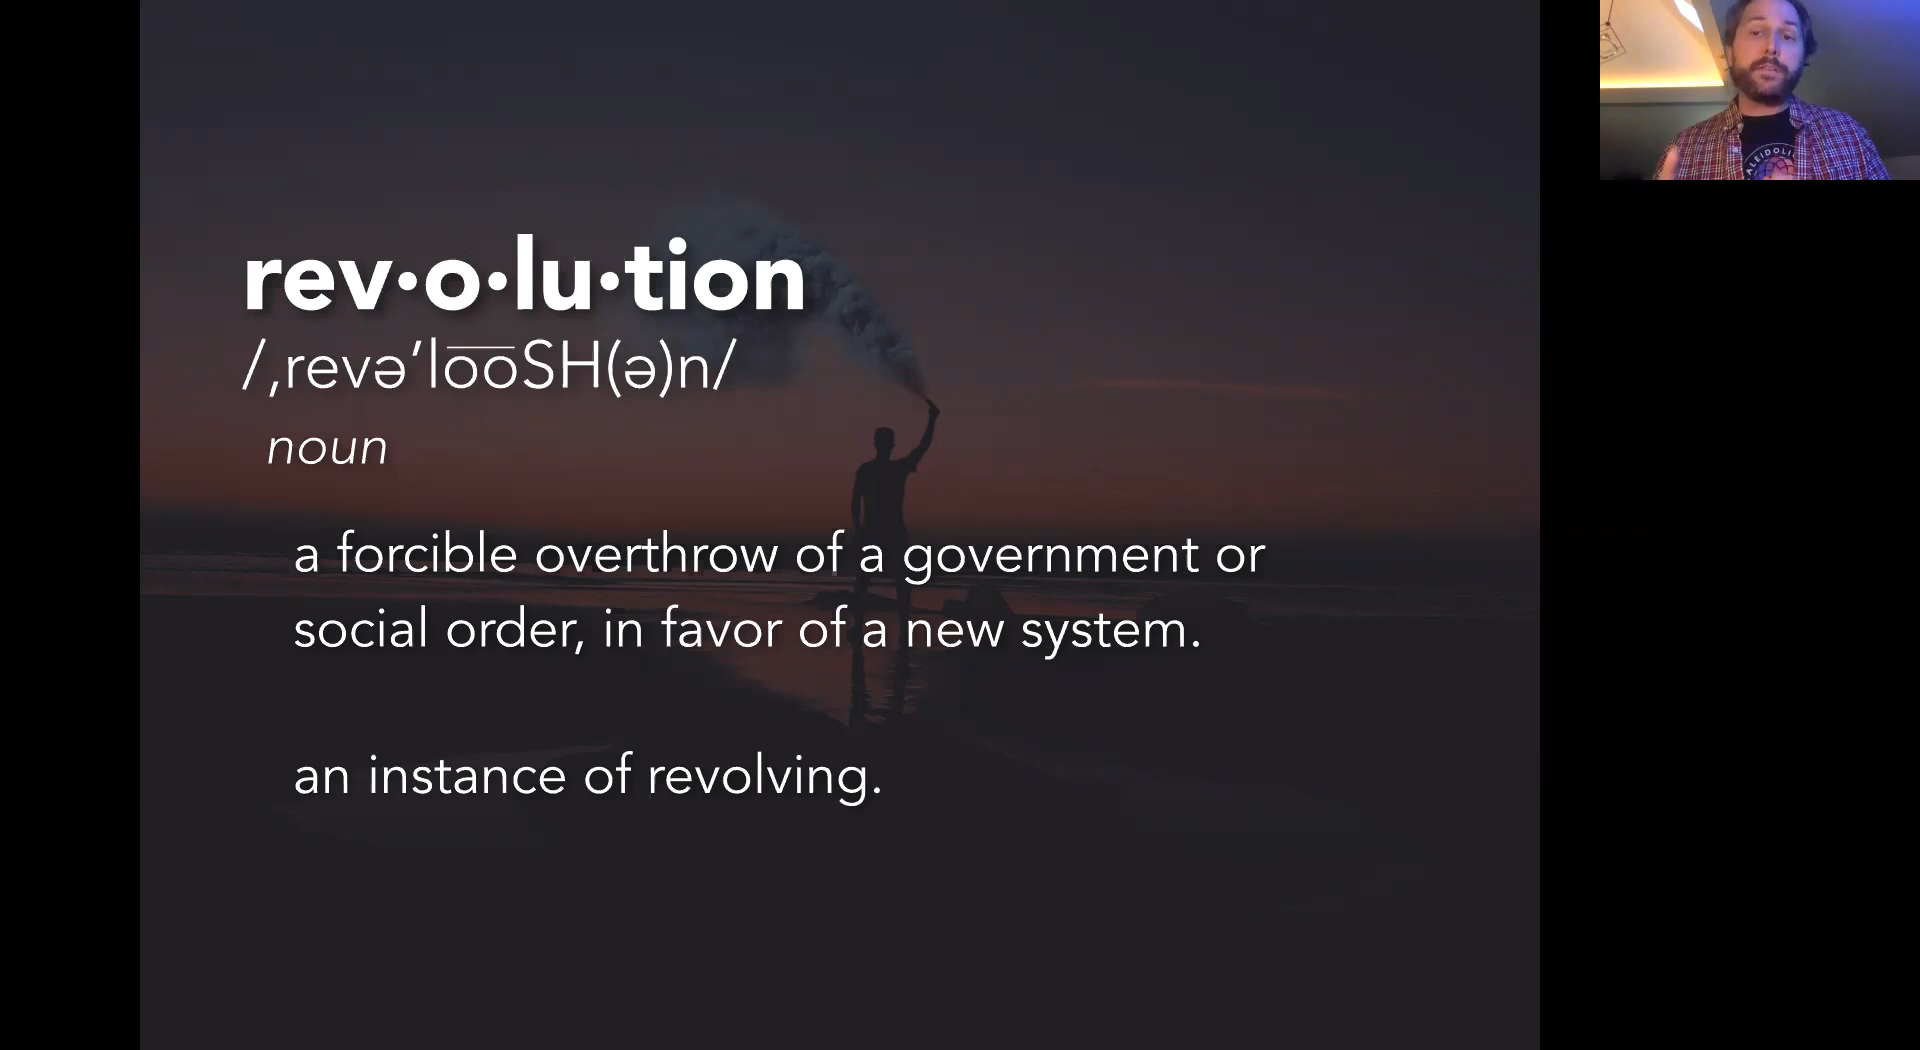 rev·o·lu·tion
/ˌrevəˈlo͞oSH(ə)n/
noun
a forcible overthrow of a government or
social order, in favor of a new system.
an instance of revolving.